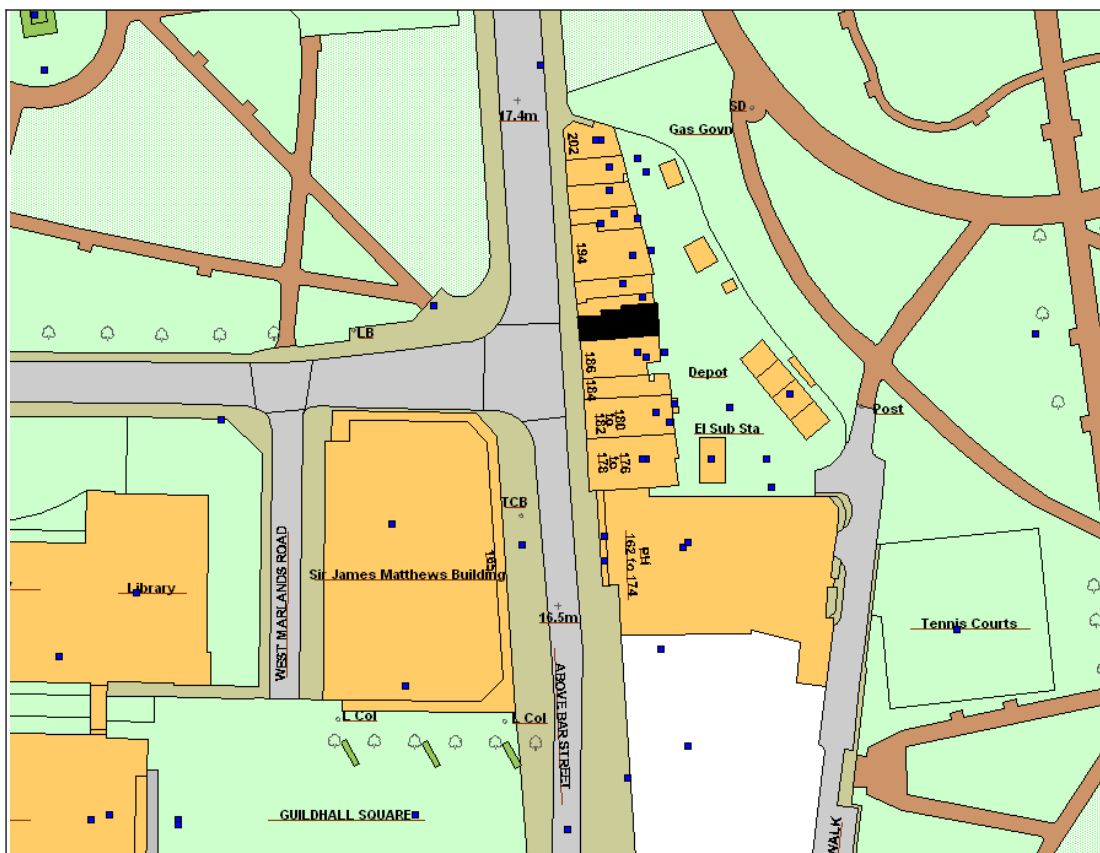 SD
17.4m
Gas Govn
202
194
LB
186
184
Depot
180
to
182
Post
El Sub Sta
176
to
178
TCB
PH
162 to 174
165
WEST MARLANDS ROAD
Sir James Matthews Building
Library
16.5m
Tennis Courts
ABOVE BAR STREET
L Col
L Col
GUILDHALL SQUARE
WALK